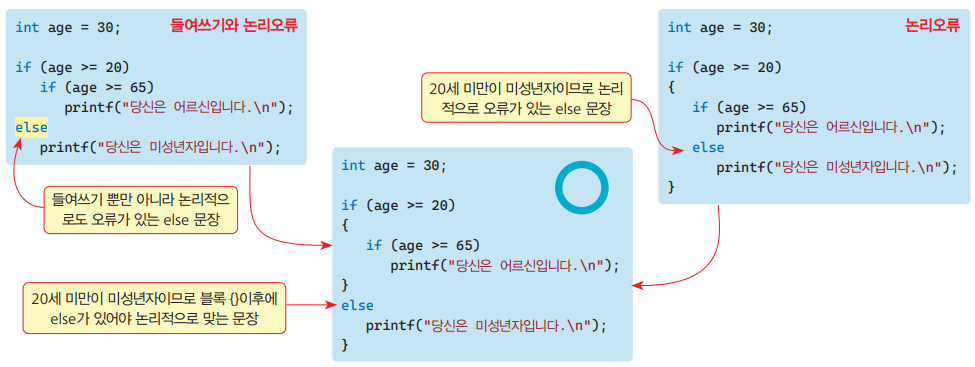 int age = 30;
들여쓰기와 논리오류
if (age >= 20)
if (age >= 65)
printf("당신은 어르신입니다.\n");
else
printf("당신은 미성년자입니다.\n");
들여쓰기 뿐만 아니라 논리적으
로도 오류가 있는 else 문장
int age = 30;
논리오류
if (age >= 20)
{
if (age >= 65)
printf("당신은 어르신입니다.\n");
else
printf("당신은 미성년자입니다.\n");
}
20세 미만이 미성년자이므로 논리
적으로 오류가 있는 else 문장
int age = 30;
if (age >= 20)
{
if (age >= 65)
printf("당신은 어르신입니다.\n");
}
else
printf("당신은 미성년자입니다.\n");
}
20세 미만이 미성년자이므로 블록 {}이후에
else가 있어야 논리적으로 맞는 문장